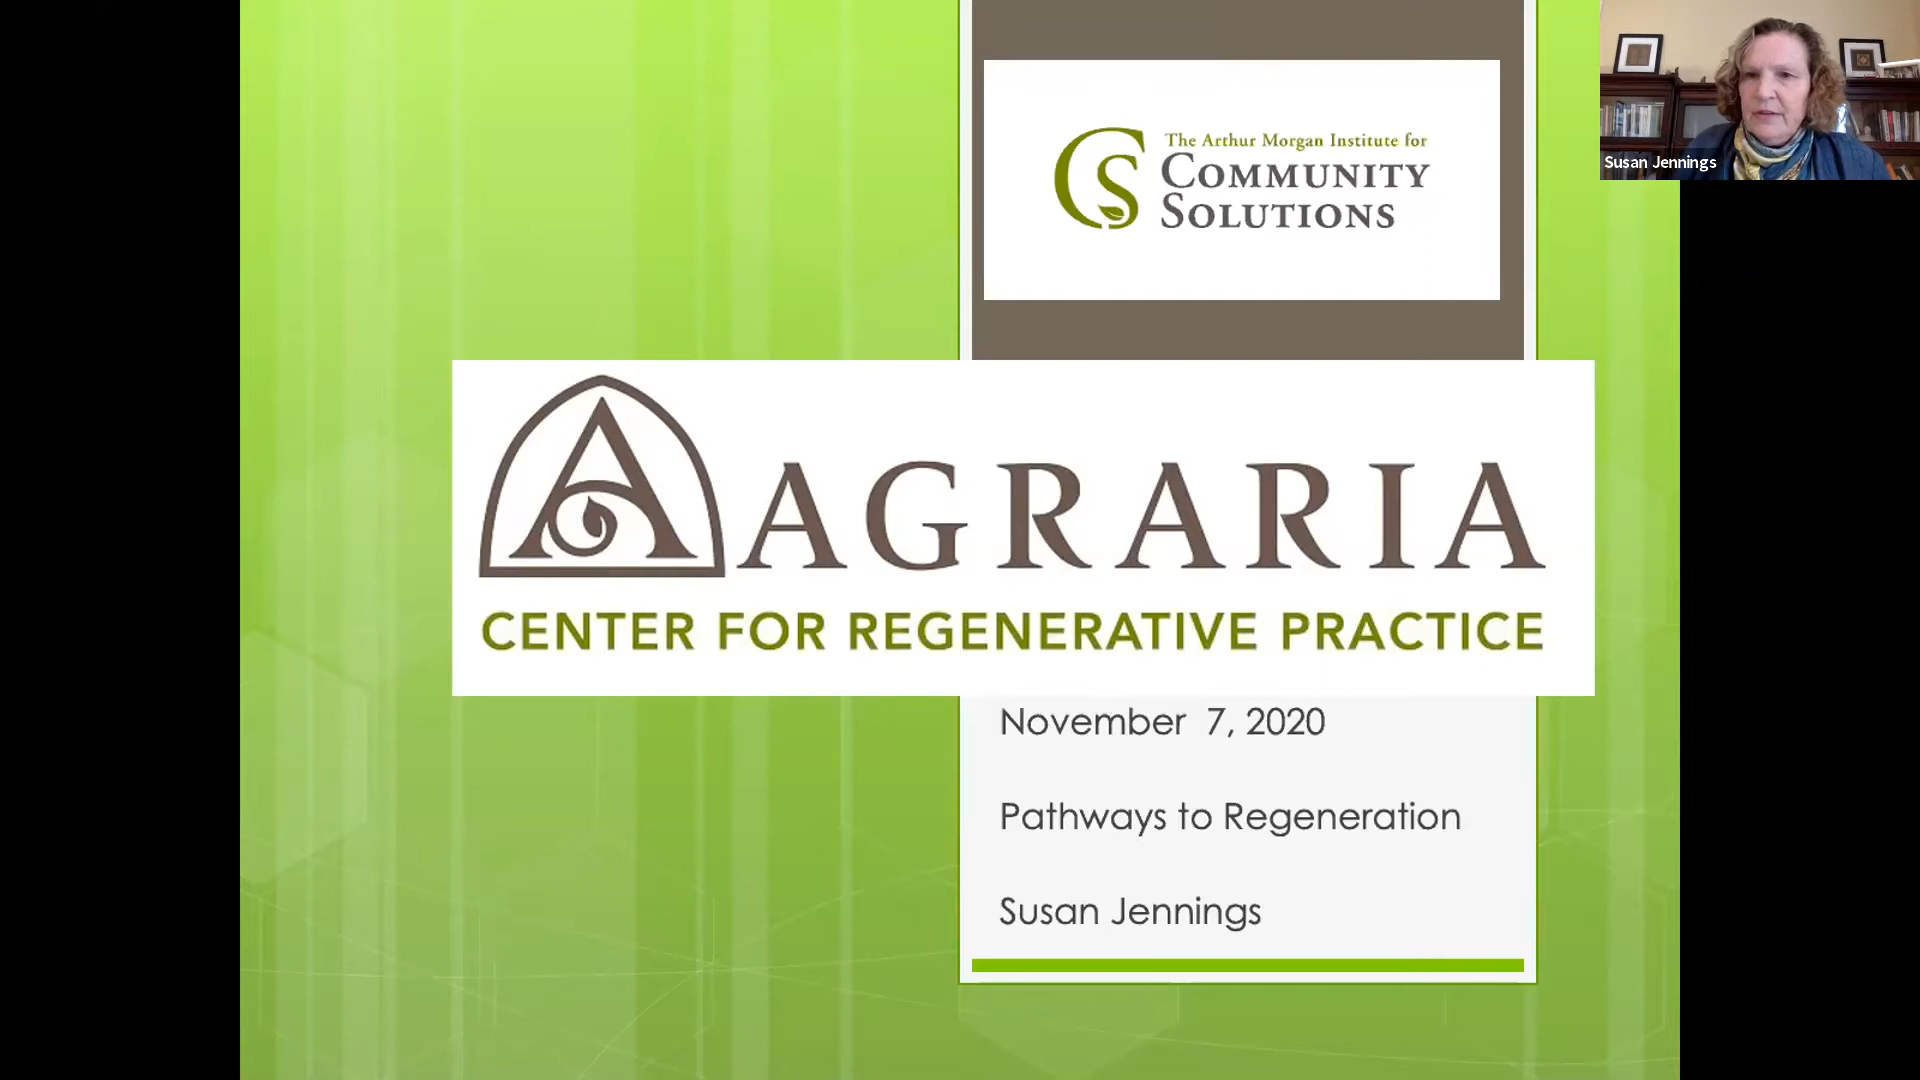 The Arthur Morgan Institute for
COMMUNITY
SOLUTIONS
Susan Jennings
AGRARIA
CENTER FOR REGENERATIVE PRACTICE
November 7, 2020
Pathways to Regeneration
Susan Jennings